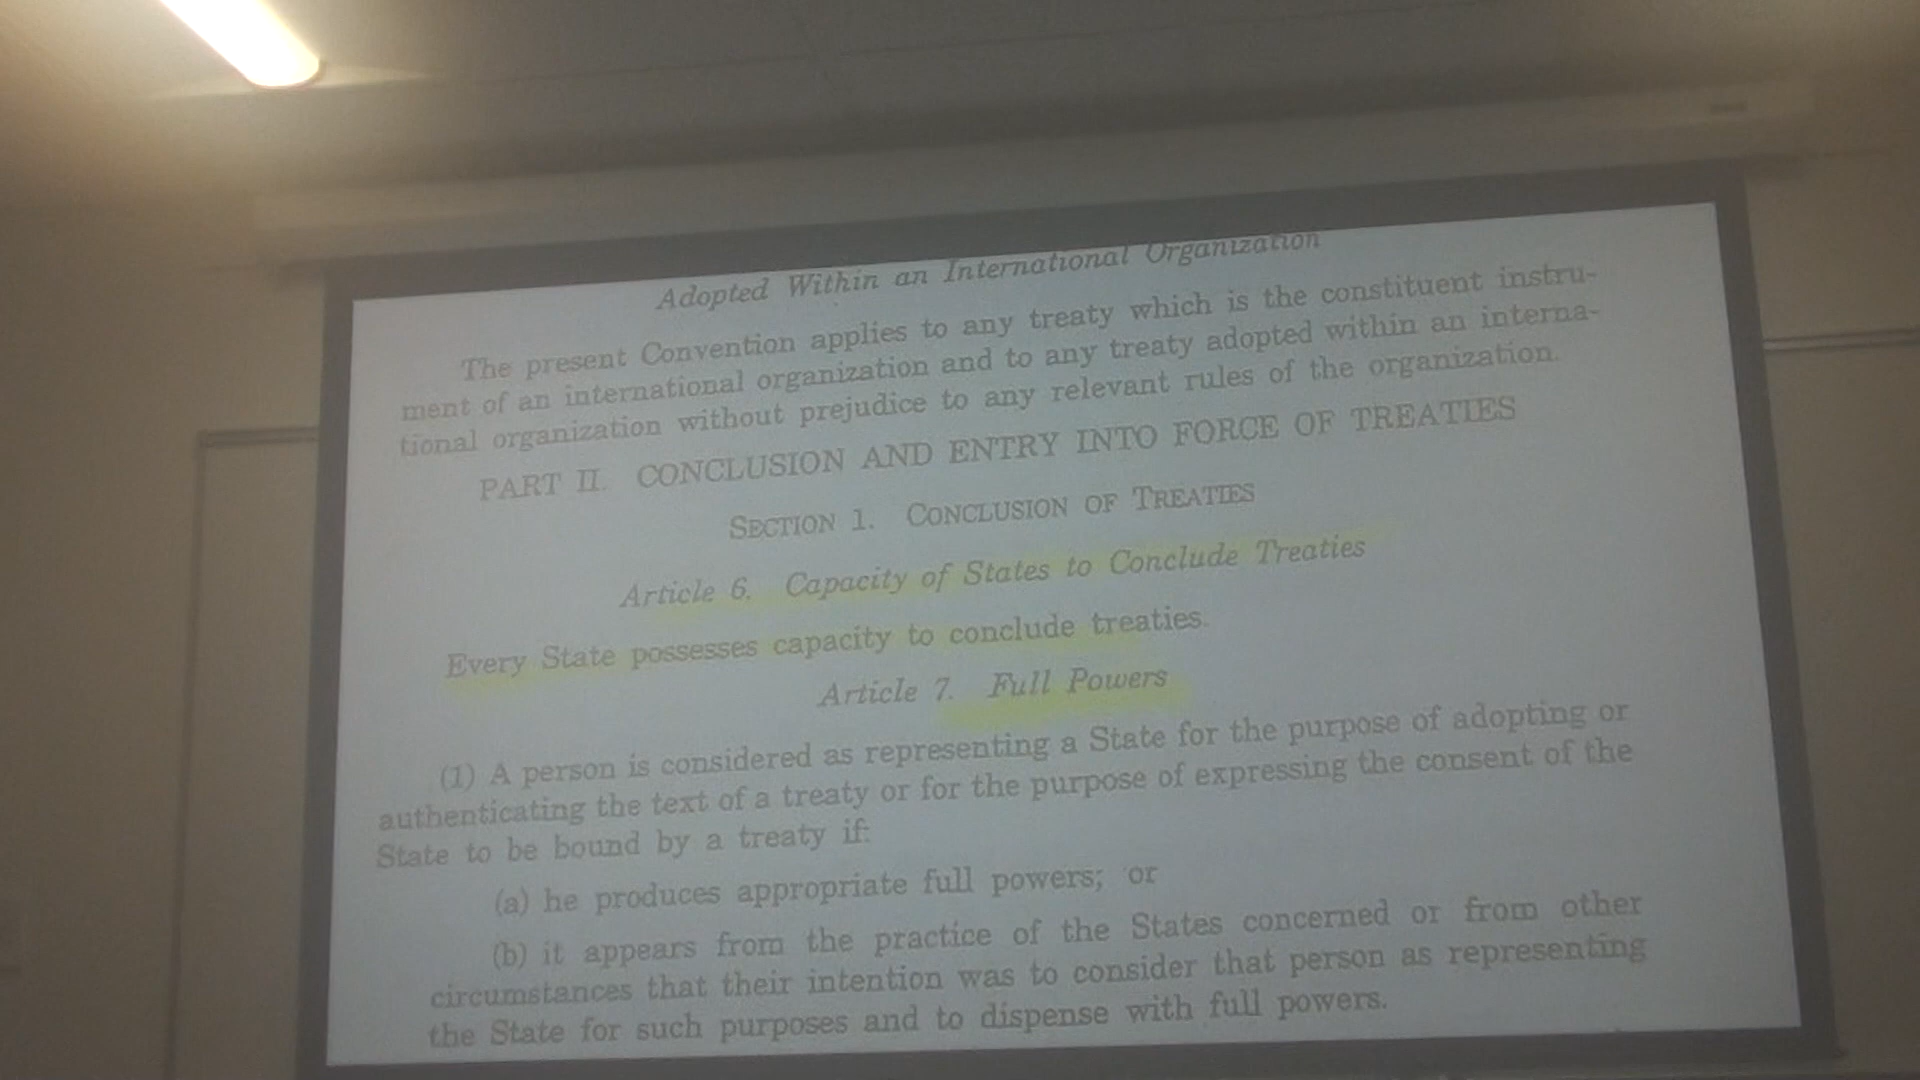 Adopted Within an International Organization
The present Convention applies to any treaty which is the constituent instru-
ment of an international organization and to any treaty adopted within an interna-
tional organization without prejudice to any relevant rules of the organization.
PART II. CONCLUSION AND ENTRY INTO FORCE OF TREATIES
SECTION 1. CONCLUSION OF TREATIES
Article 6. Capacity of States to Conclude Treaties
Every State possesses capacity to conclude treaties.
Article 7. Full Powers
(1) A person is considered as representing a State for the purpose of adopting or
authenticating the text of a treaty or for the purpose of expressing the consent of the
State to be bound by a treaty if:
(a) he produces appropriate full powers; or
(b) it appears from the practice of the States concerned or from other
circumstances that their intention was to consider that person as representing
the State for such purposes and to dispense with full powers.